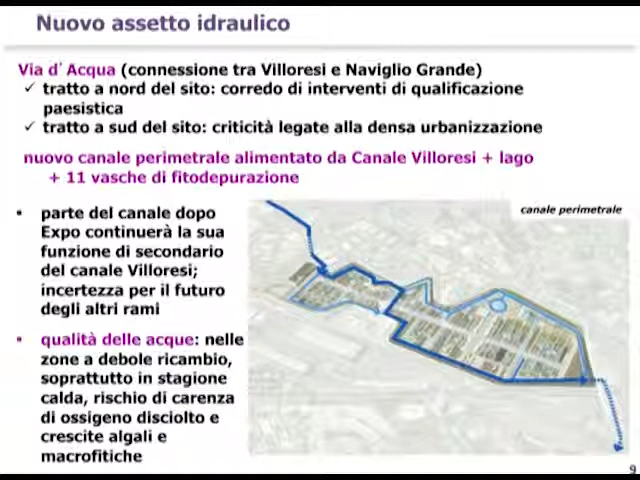 Nuovo assetto idraulico
Via d'Acqua (connessione tra Villoresi e Naviglio Grande)
✓ tratto a nord del sito: corredo di interventi di qualificazione
paesistica
✓ tratto a sud del sito: criticità legate alla densa urbanizzazione
nuovo canale perimetrale alimentato da Canale Villoresi + lago
+ 11 vasche di fitodepurazione
• parte del canale dopo
Expo continuerà la sua
funzione di secondario
del canale Villoresi;
incertezza per il futuro
degli altri rami
• qualità delle acque: nelle
zone a debole ricambio,
soprattutto in stagione
calda, rischio di carenza
di ossigeno disciolto e
crescite algali e
macrofitiche
canale perimetrale
9